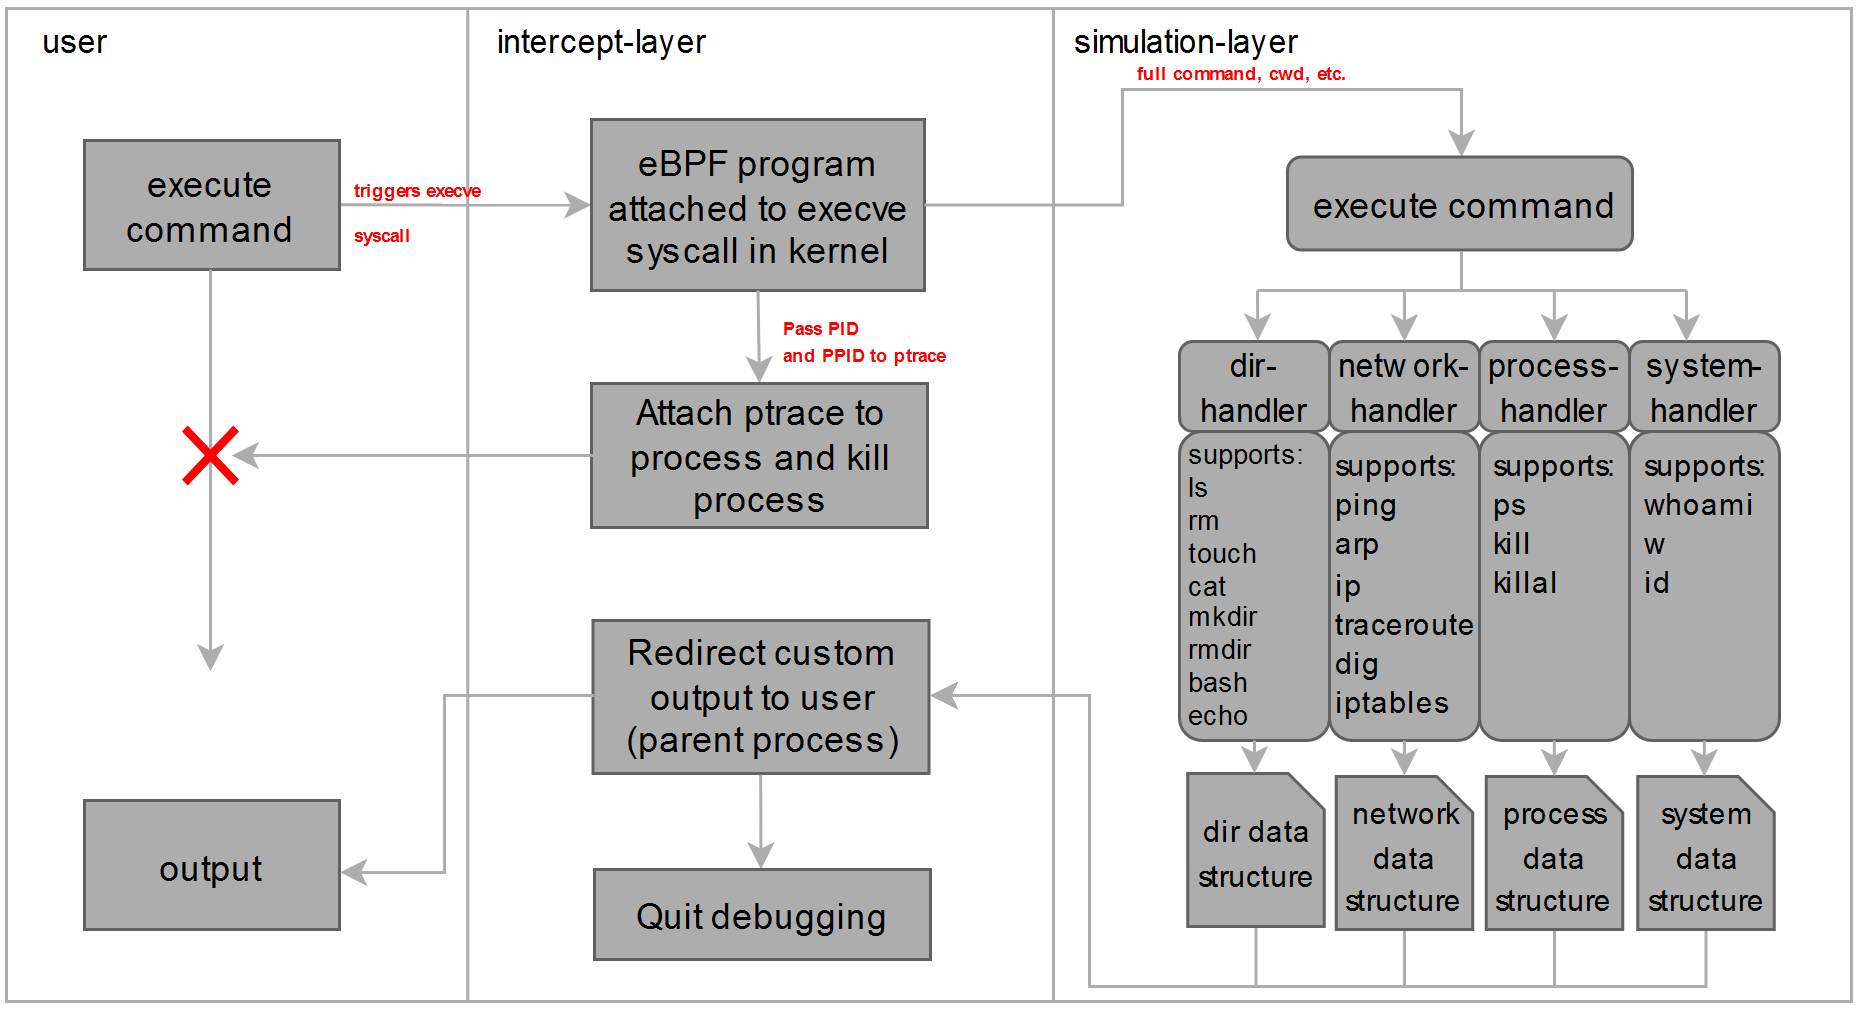 user
intercept-layer
simulation-layer
full command, cwd, etc.
execute
command
triggers execve
syscall
eBPF program
attached to execve
syscall in kernel
execute command
Pass PID
and PPID to ptrace
Attach ptrace to
process and kill
process
dir-
handler
supports:
ls
rm
touch
cat
mkdir
rmdir
bash
echo
netw ork-
handler
supports:
ping
arp
ip
traceroute
dig
iptables
process-
handler
supports:
ps
kill
killal
system-
handler
supports:
whoami
w
id
Redirect custom
output to user
(parent process)
dir data
structure
network
data
structure
process
data
structure
system
data
structure
output
Quit debugging